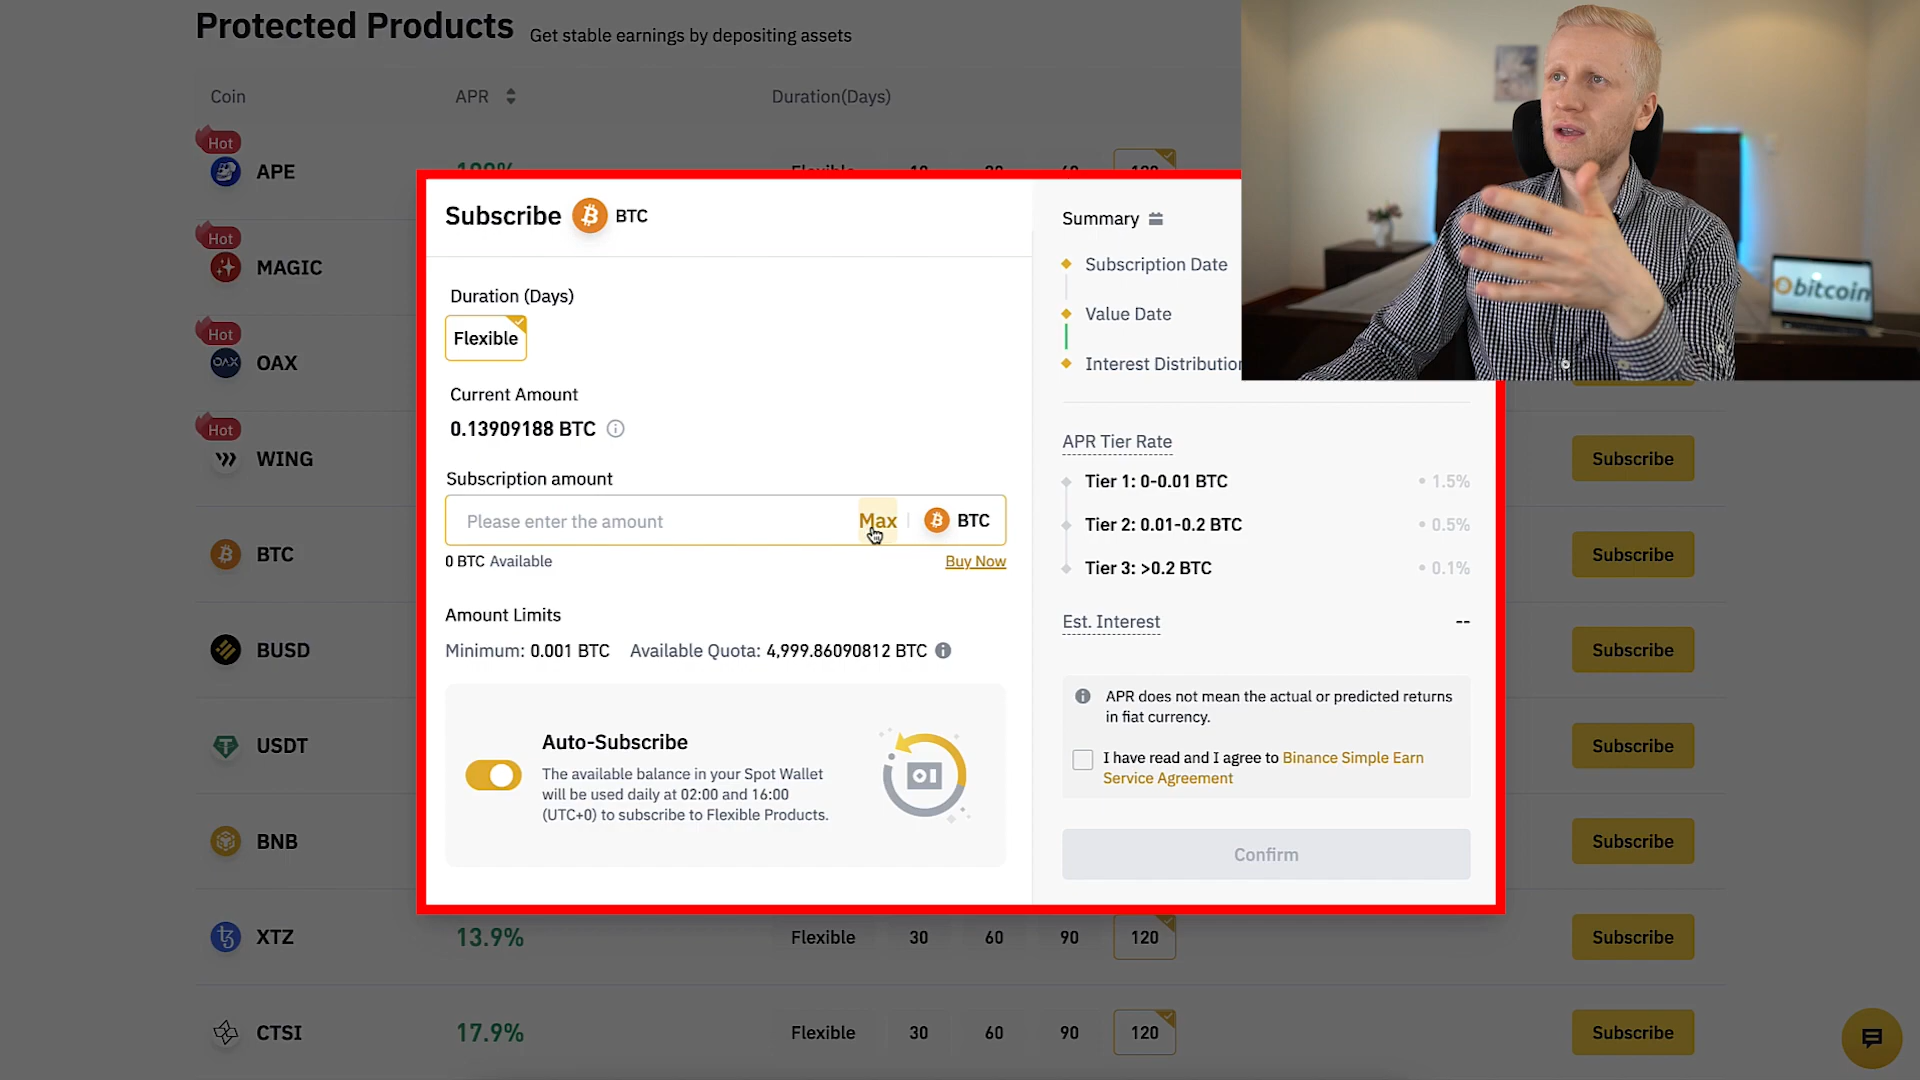 Protected Products Get stable earnings by depositing assets
Coin APR Duration(Days)
Hot
APE
Hot
MAGIC
Hot
OAX
Hot
WING Subscribe
BTC Subscribe
BUSD Subscribe
USDT Subscribe
BNB Subscribe
XTZ 13.9% Flexible 30 60 90 120 Subscribe
CTSI 17.9% Flexible 30 60 90 120 Subscribe
Subscribe BTC
Duration (Days)
Flexible
Current Amount
0.13909188 BTC
Subscription amount
Please enter the amount Max BTC
0 BTC Available Buy Now
Amount Limits
Minimum: 0.001 BTC Available Quota: 4,999.86090812 BTC
Auto-Subscribe
The available balance in your Spot Wallet
will be used daily at 02:00 and 16:00
(UTC+0) to subscribe to Flexible Products.
Summary
Subscription Date
Value Date
Interest Distribution
APR Tier Rate
Tier 1: 0-0.01 BTC • 1.5%
Tier 2: 0.01-0.2 BTC • 0.5%
Tier 3: >0.2 BTC • 0.1%
Est. Interest --
APR does not mean the actual or predicted returns
in fiat currency.
I have read and I agree to Binance Simple Earn
Service Agreement
Confirm
bitcoin